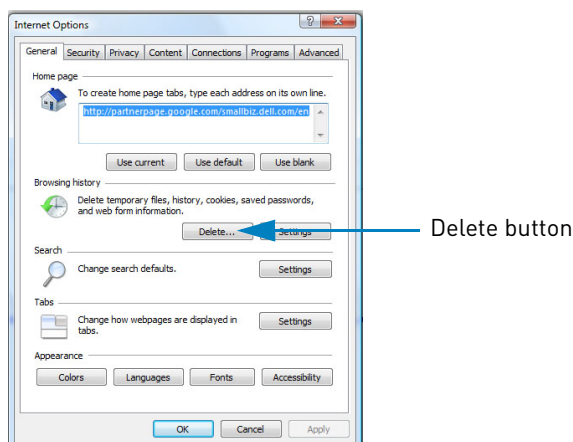 Internet Options
General Security Privacy Content Connections Programs Advanced
Home page
To create home page tabs, type each address on its own line.
http://partnerpage.google.com/smallbiz.dell.com/en
Use current Use default Use blank
Browsing history
Delete temporary files, history, cookies, saved passwords,
and web form information.
Delete... Settings
Delete button
Search
Change search defaults. Settings
Tabs
Change how webpages are displayed in Settings
tabs.
Appearance
Colors Languages Fonts Accessibility
OK Cancel Apply